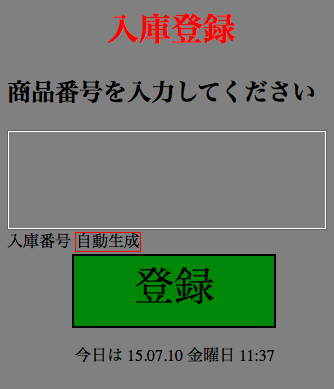 入庫登録
商品番号を入力してください
入庫番号 自動生成
登録
今日は 15.07.10 金曜日 11:37